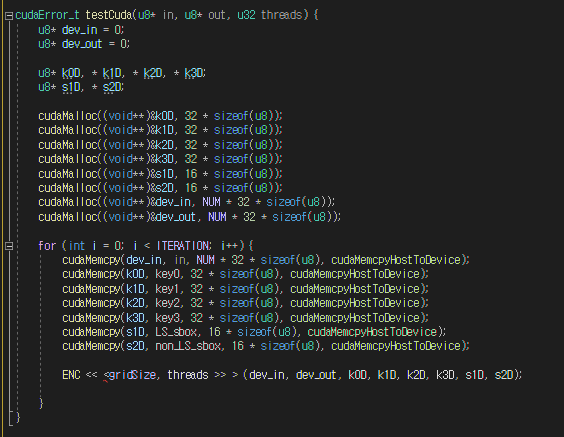 cudaError_t testCuda(u8* in, u8* out, u32 threads) {
u8* dev_in = 0;
u8* dev_out = 0;
u8* k0D, * k1D, * k2D, * k3D;
u8* s1D, * s2D;
cudaMalloc((void**)&k0D, 32 * sizeof(u8));
cudaMalloc((void**)&k1D, 32 * sizeof(u8));
cudaMalloc((void**)&k2D, 32 * sizeof(u8));
cudaMalloc((void**)&k3D, 32 * sizeof(u8));
cudaMalloc((void**)&s1D, 16 * sizeof(u8));
cudaMalloc((void**)&s2D, 16 * sizeof(u8));
cudaMalloc((void**)&dev_in, NUM * 32 * sizeof(u8));
cudaMalloc((void**)&dev_out, NUM * 32 * sizeof(u8));
for (int i = 0; i < ITERATION; i++) {
cudaMemcpy(dev_in, in, NUM * 32 * sizeof(u8), cudaMemcpyHostToDevice);
cudaMemcpy(k0D, key0, 32 * sizeof(u8), cudaMemcpyHostToDevice);
cudaMemcpy(k1D, key1, 32 * sizeof(u8), cudaMemcpyHostToDevice);
cudaMemcpy(k2D, key2, 32 * sizeof(u8), cudaMemcpyHostToDevice);
cudaMemcpy(k3D, key3, 32 * sizeof(u8), cudaMemcpyHostToDevice);
cudaMemcpy(s1D, LS_sbox, 16 * sizeof(u8), cudaMemcpyHostToDevice);
cudaMemcpy(s2D, non_LS_sbox, 16 * sizeof(u8), cudaMemcpyHostToDevice);
ENC << <gridSize, threads >> > (dev_in, dev_out, k0D, k1D, k2D, k3D, s1D, s2D);
}
}